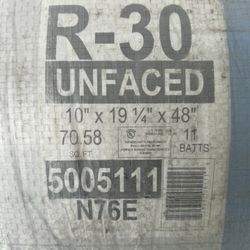 R-30
UNFACED
10" x 19 ¼" x 48"
70.58
SQ. FT.
11
BATTS
5005111
N76E